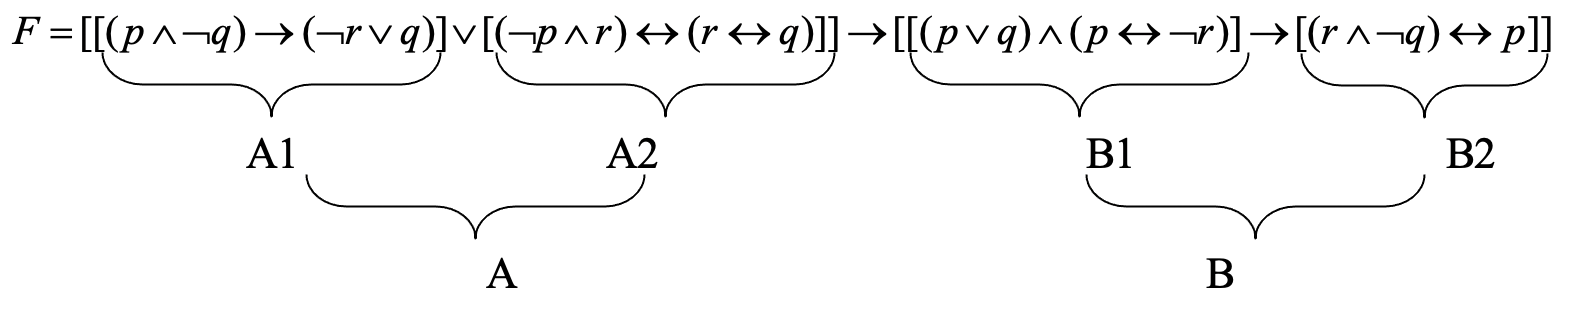 F = [[(p ∧ ¬q) → (¬r ∨ q)] ∨ [(¬p ∧ r) ↔ (r ↔ q)]] → [[(p ∨ q) ∧ (p ↔ ¬r)] → [(r ∧ ¬q) ↔ p]]
A1 A2 B1 B2
A B